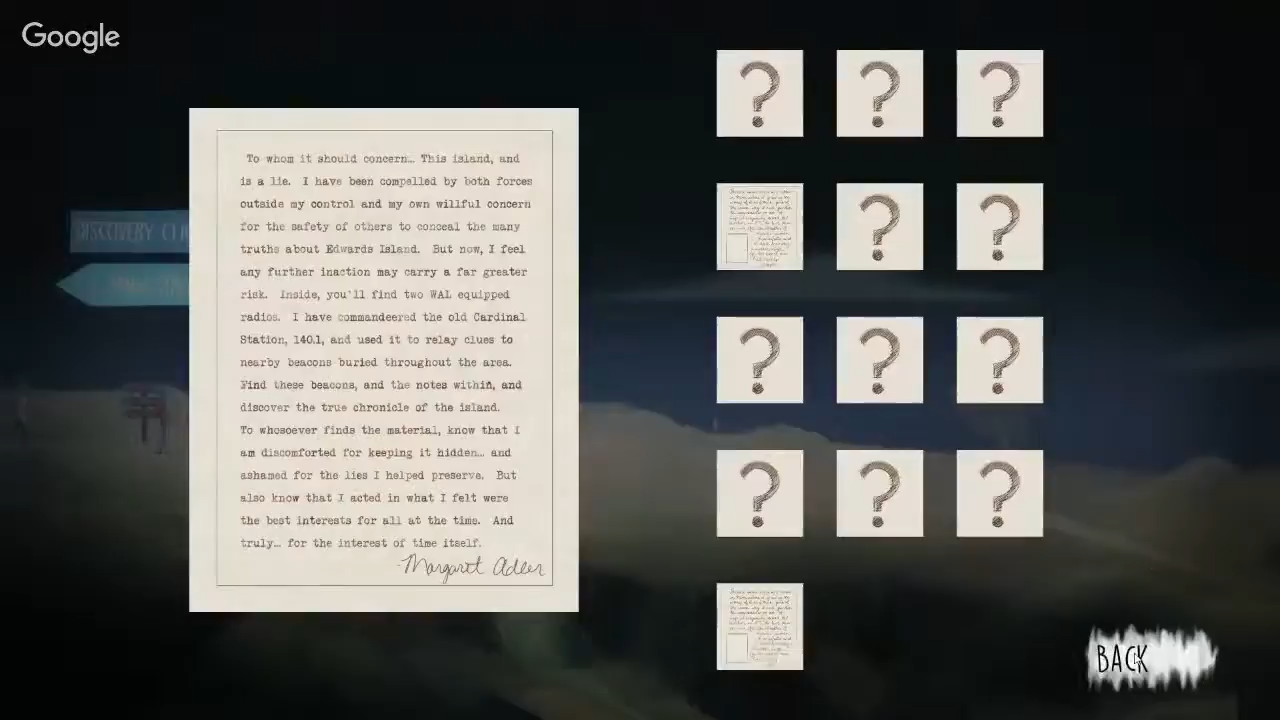 Google
To whom it should concern… This island, and
is a lie. I have been compelled by both forces
outside my control and my own willful concern
for the safety of others to conceal the many
truths about Edwards Island. But now, I feel
any further inaction may carry a far greater
risk. Inside, you'll find two WAL equipped
radios. I have commandeered the old Cardinal
Station, 140.1, and used it to relay clues to
nearby beacons buried throughout the area.
Find these beacons, and the notes within, and
discover the true chronicle of the island.
To whosoever finds the material, know that I
am discomforted for keeping it hidden… and
ashamed for the lies I helped preserve. But
also know that I acted in what I felt were
the best interests for all at the time. And
truly… for the interest of time itself.
-Margaret Adler
? ? ?
? ?
? ? ?
? ? ?
BACK